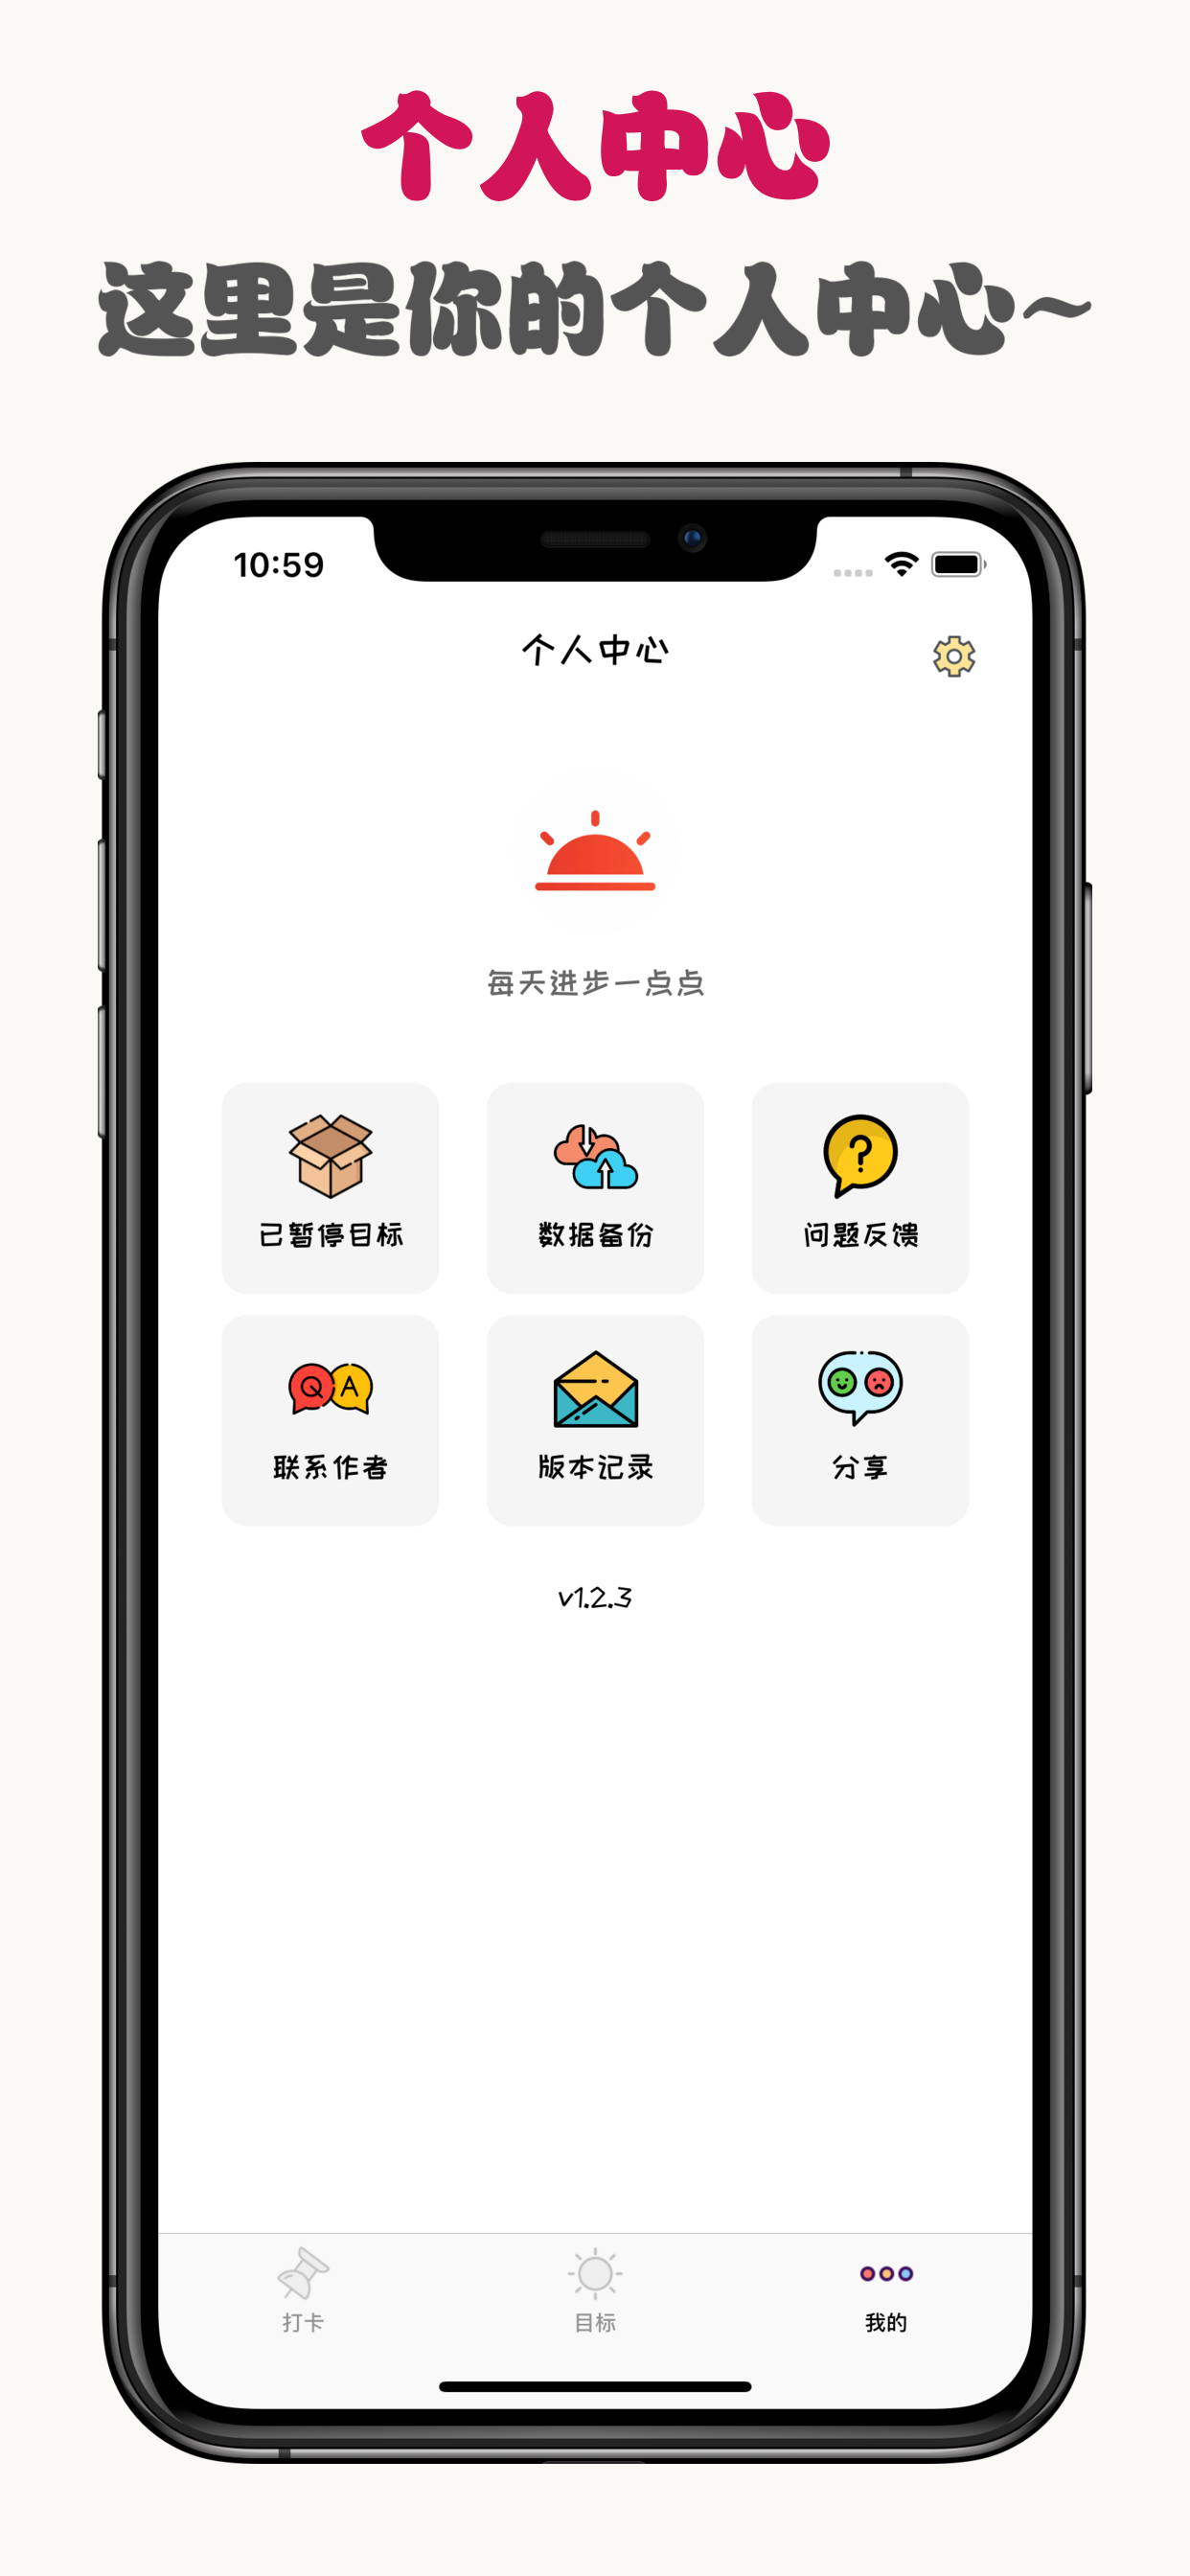 个人中心
这里是你的个人中心~
10:59
个人中心
每天进步一点点
已暂停目标
数据备份
问题反馈
Q A
联系作者
版本记录
分享
v1.2.3
打卡
目标
我的